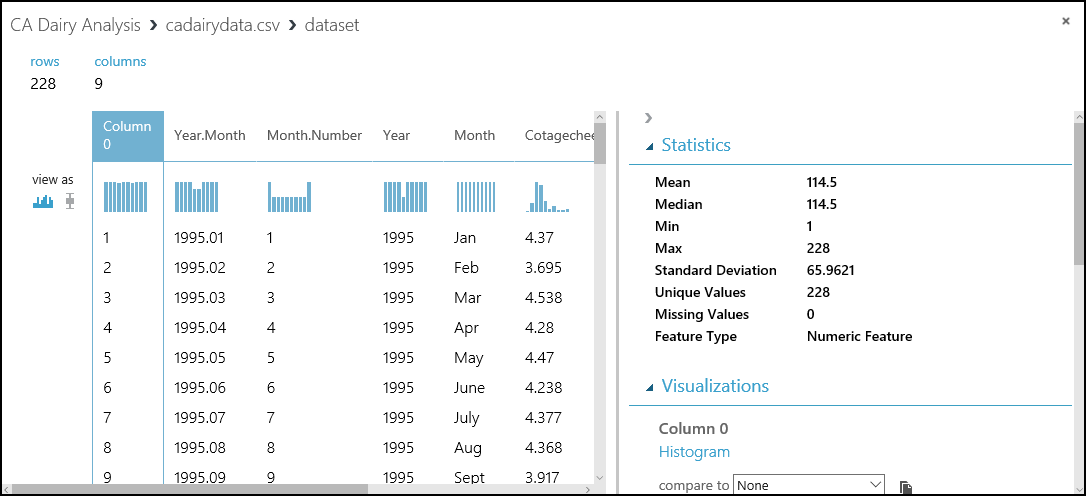 CA Dairy Analysis › cadairydata.csv › dataset
rows columns
228 9
Column 0 Year.Month Month.Number Year Month Cotagechee
view as
1 1995.01 1 1995 Jan 4.37
2 1995.02 2 1995 Feb 3.695
3 1995.03 3 1995 Mar 4.538
4 1995.04 4 1995 Apr 4.28
5 1995.05 5 1995 May 4.47
6 1995.06 6 1995 June 4.238
7 1995.07 7 1995 July 4.377
8 1995.08 8 1995 Aug 4.368
9 1995.09 9 1995 Sept 3.917
Statistics
Mean 114.5
Median 114.5
Min 1
Max 228
Standard Deviation 65.9621
Unique Values 228
Missing Values 0
Feature Type Numeric Feature
Visualizations
Column 0
Histogram
compare to None